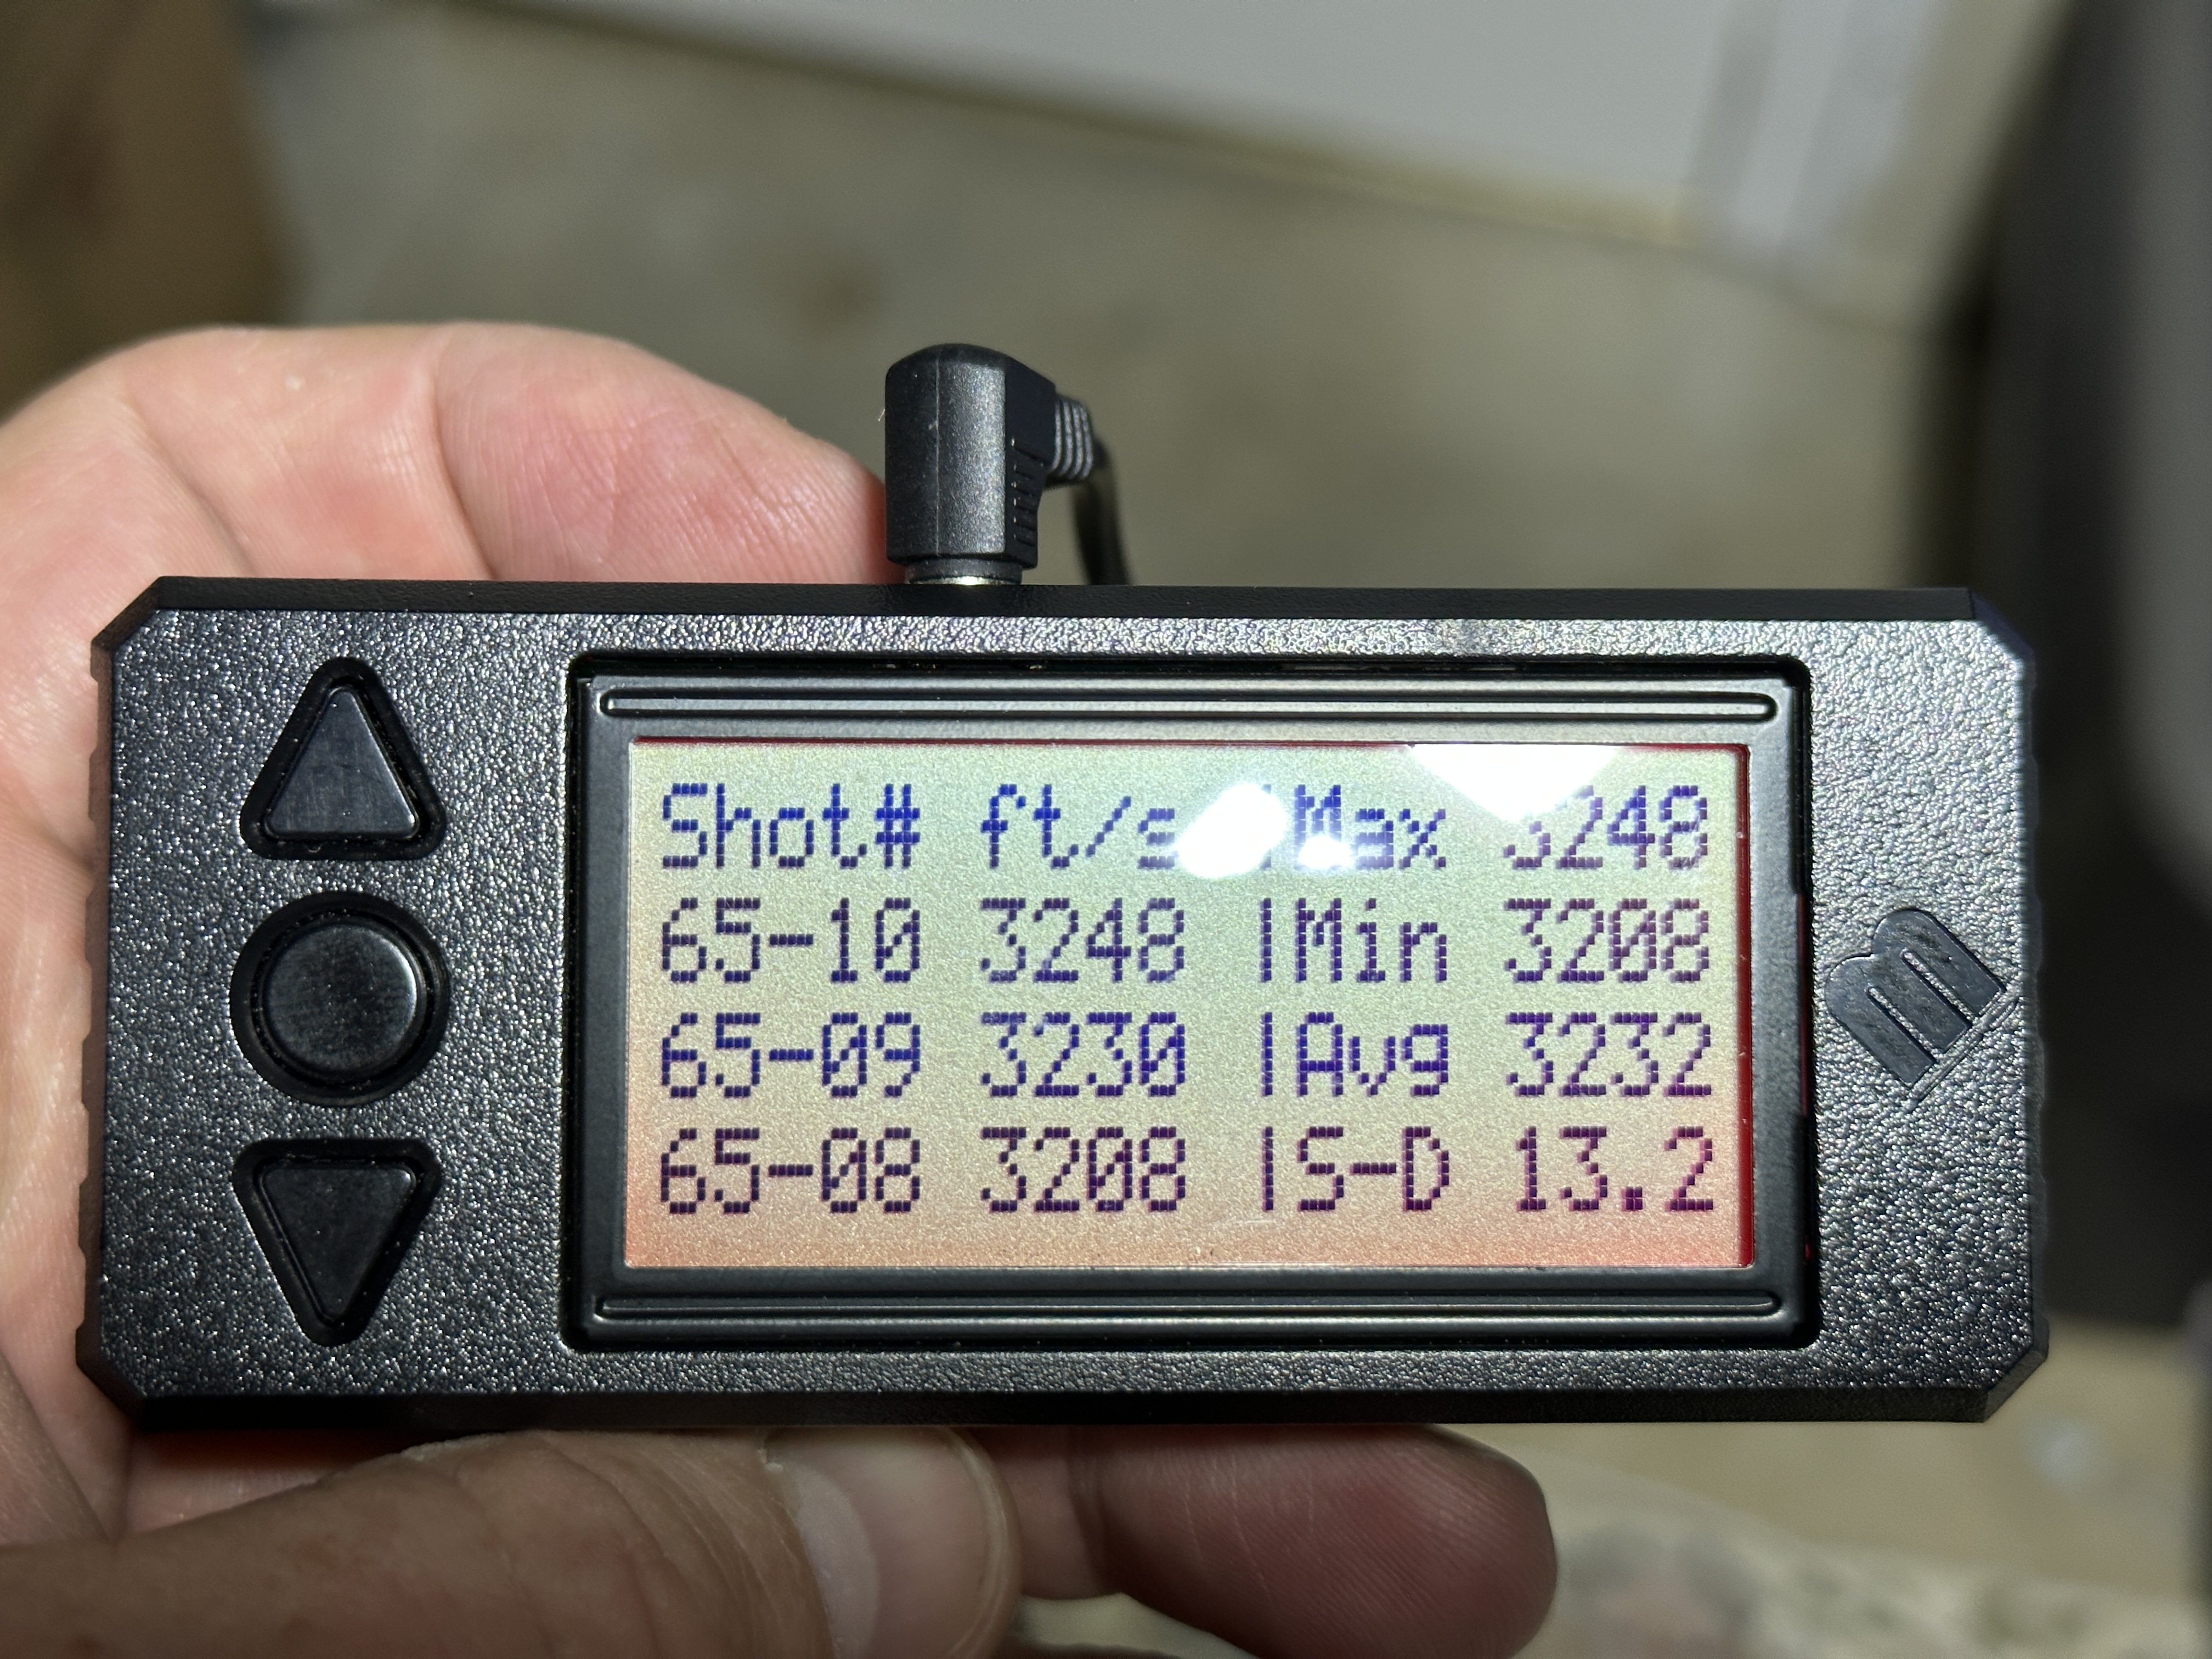 Shot# ft/s |Max 3248
65-10 3248 |Min 3208
65-09 3230 |Avg 3232
65-08 3208 |S-D 13.2